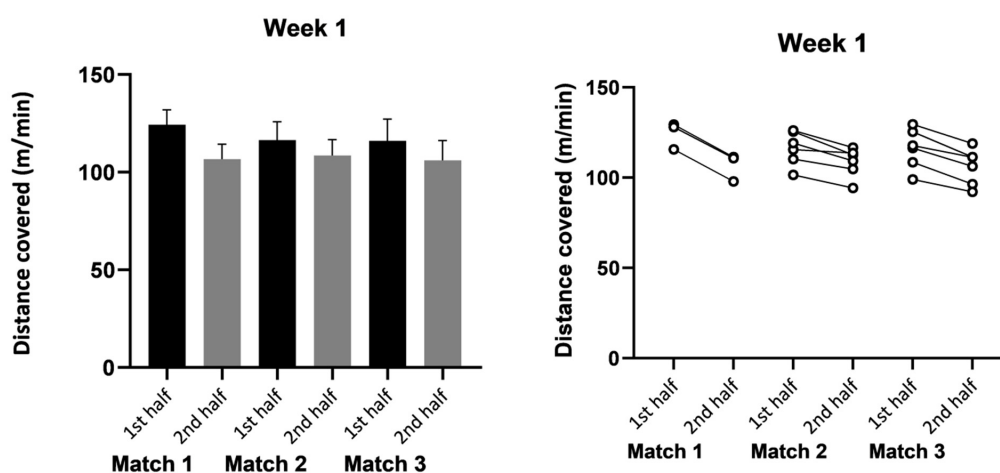 Week 1
Distance covered (m/min)
150
100
50
0
1st half
2nd half
1st half
2nd half
1st half
2nd half
Match 1
Match 2
Match 3
Week 1
Distance covered (m/min)
150
100
50
0
1st half
2nd half
1st half
2nd half
1st half
2nd half
Match 1
Match 2
Match 3